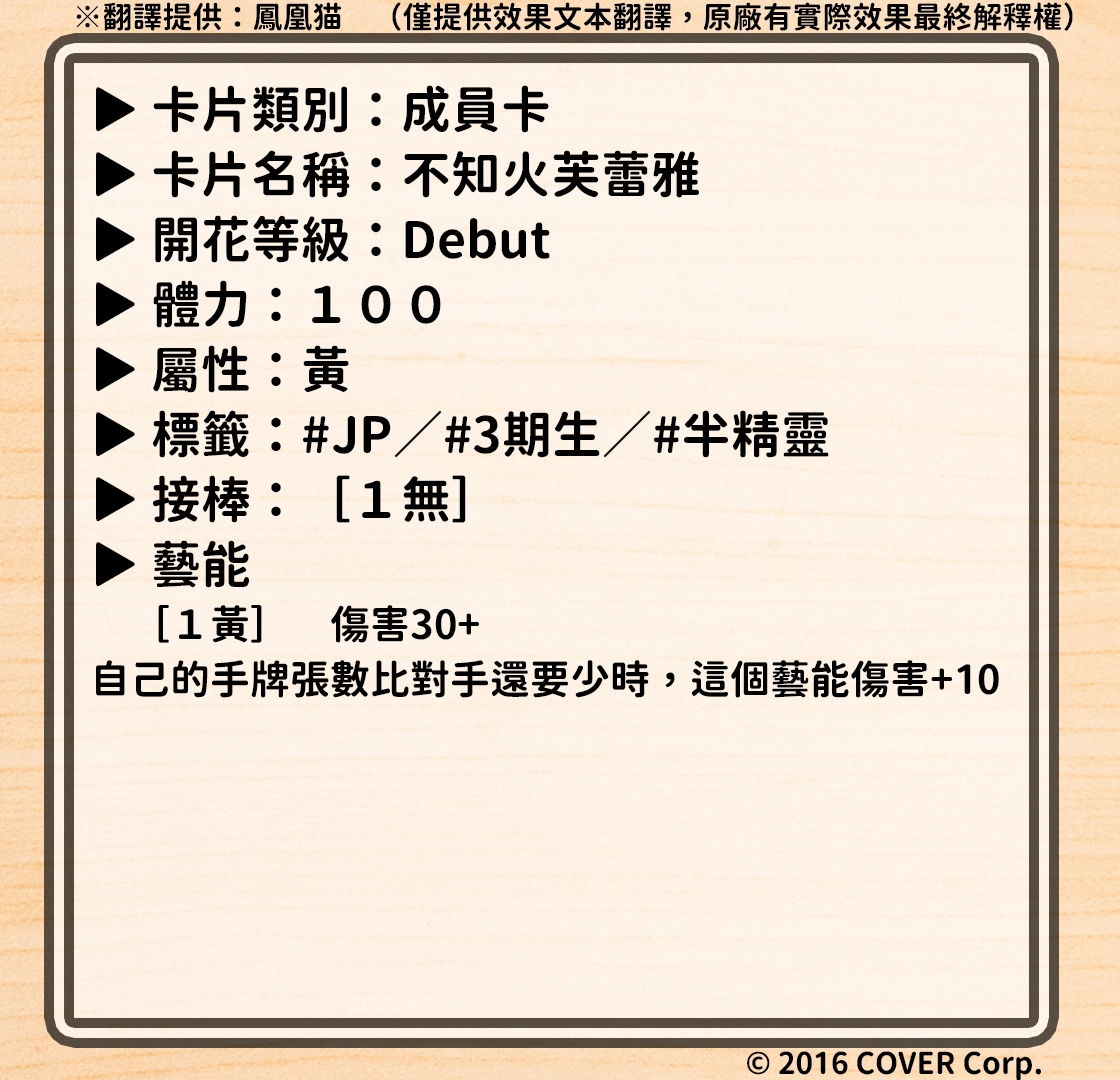 ※翻譯提供：鳳凰猫　（僅提供效果文本翻譯，原廠有實際效果最終解釋權）
▶ 卡片類別：成員卡
▶ 卡片名稱：不知火芙蕾雅
▶ 開花等級：Debut
▶ 體力：１００
▶ 屬性：黃
▶ 標籤：#JP／#3期生／#半精靈
▶ 接棒：［１無］
▶ 藝能
［１黃］　傷害30+
自己的手牌張數比對手還要少時，這個藝能傷害+10
© 2016 COVER Corp.